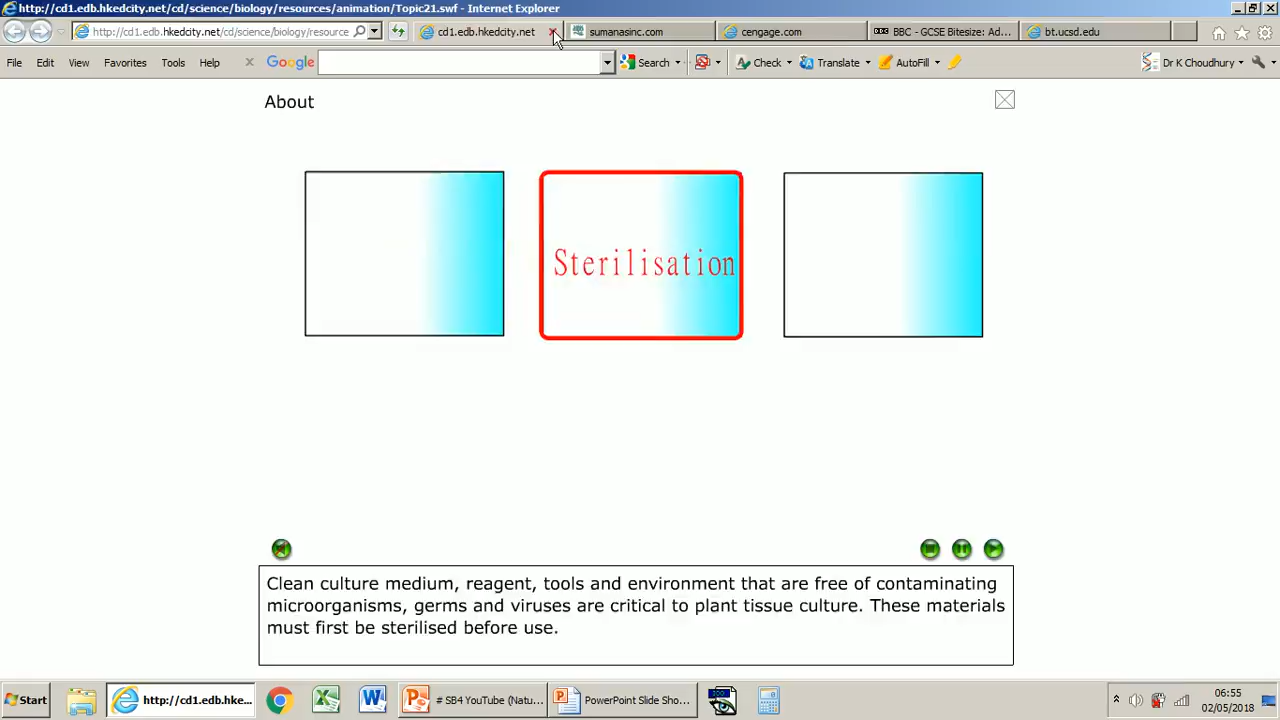 http://cd1.edb.hkedcity.net/cd/science/biology/resources/animation/Topic21.swf - Internet Explorer
http://cd1.edb.hkedcity.net/cd/science/biology/resource
cd1.edb.hkedcity.net
sumanasinc.com
cengage.com
BBC - GCSE Bitesize: Ad...
bt.ucsd.edu
File Edit View Favorites Tools Help
Google
Search
Check
Translate
AutoFill
Dr K Choudhury
About
Sterilisation
Clean culture medium, reagent, tools and environment that are free of contaminating
microorganisms, germs and viruses are critical to plant tissue culture. These materials
must first be sterilised before use.
Start
http://cd1.edb.hke...
# SB4 YouTube (Natu...
PowerPoint Slide Sho...
06:55
02/05/2018